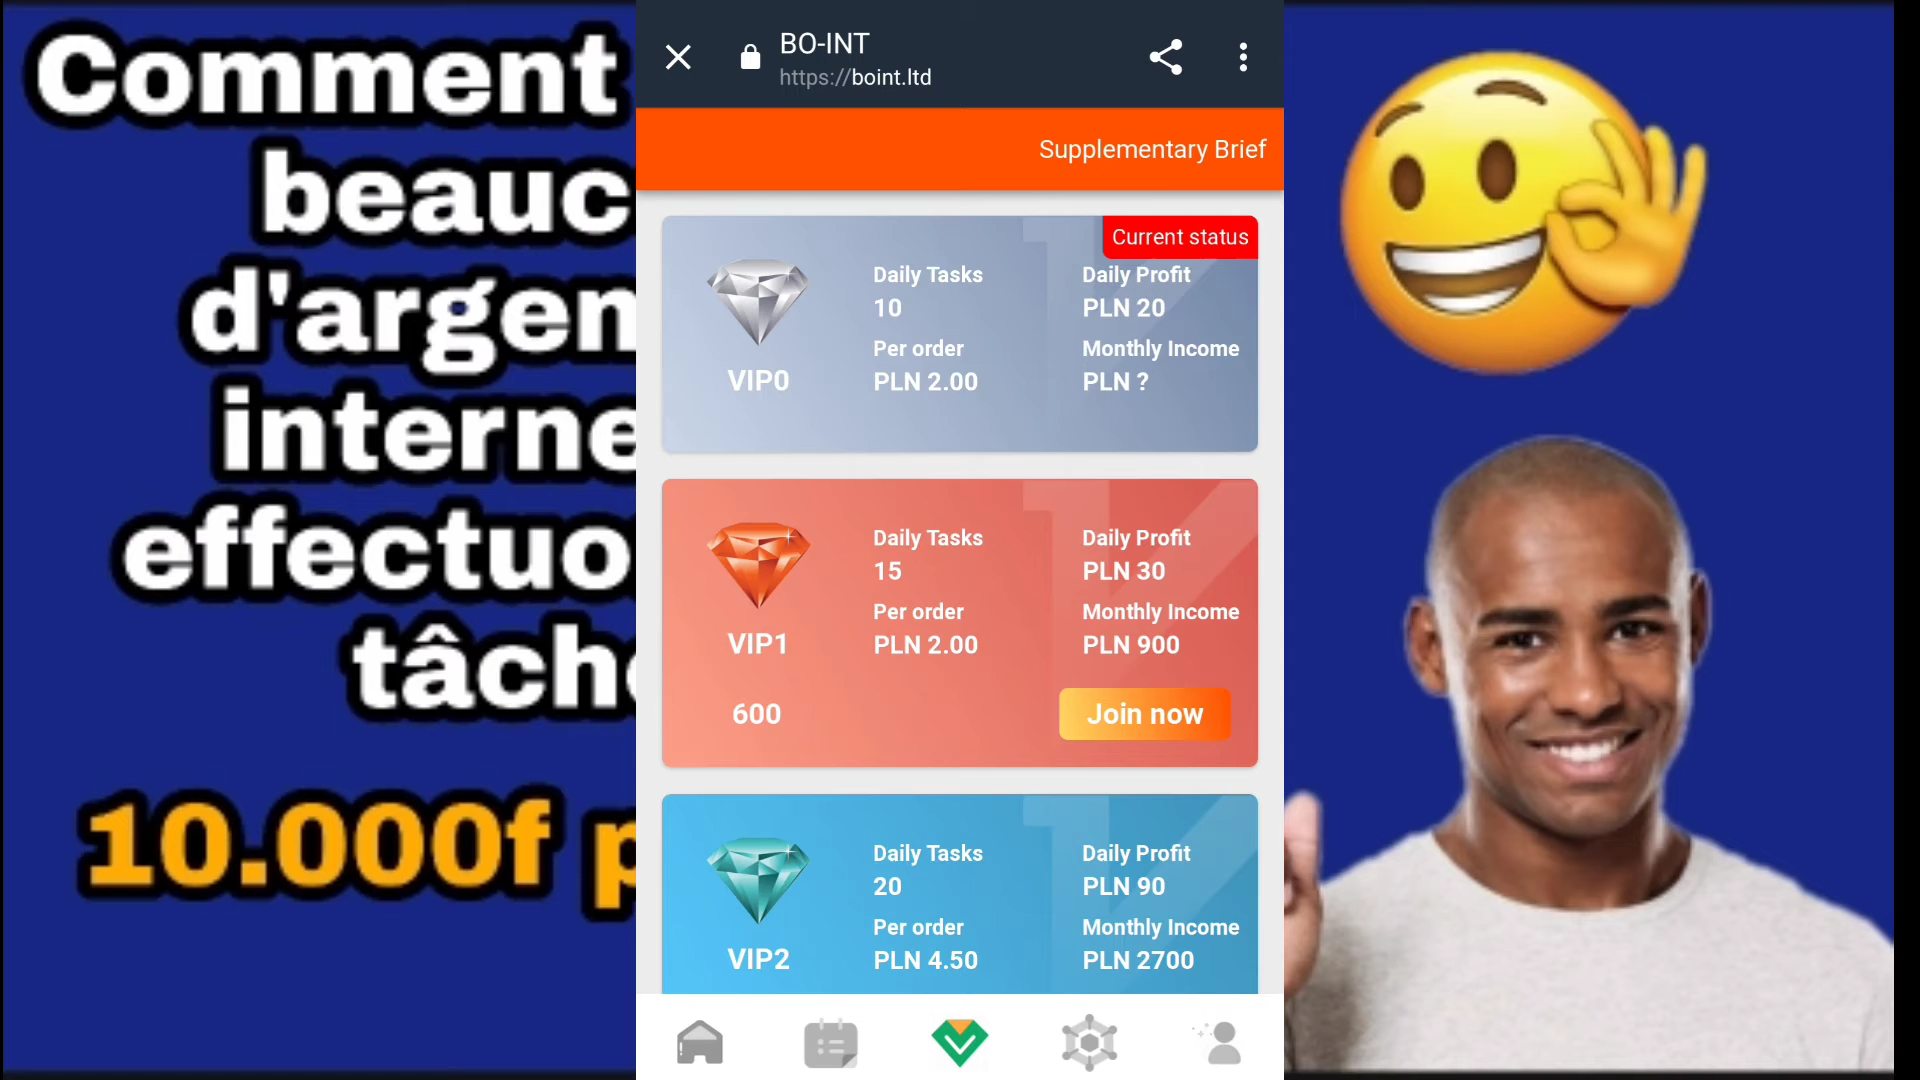 Comment
beauc
d'argen
interne
effectuo
tâch
10.000f p
BO-INT
https://boint.ltd
Supplementary Brief
Current status
Daily Tasks
Daily Profit
10
PLN 20
Per order
Monthly Income
VIP0
PLN 2.00
PLN ?
Daily Tasks
Daily Profit
15
PLN 30
Per order
Monthly Income
VIP1
PLN 2.00
PLN 900
600
Join now
Daily Tasks
Daily Profit
20
PLN 90
Per order
Monthly Income
VIP2
PLN 4.50
PLN 2700